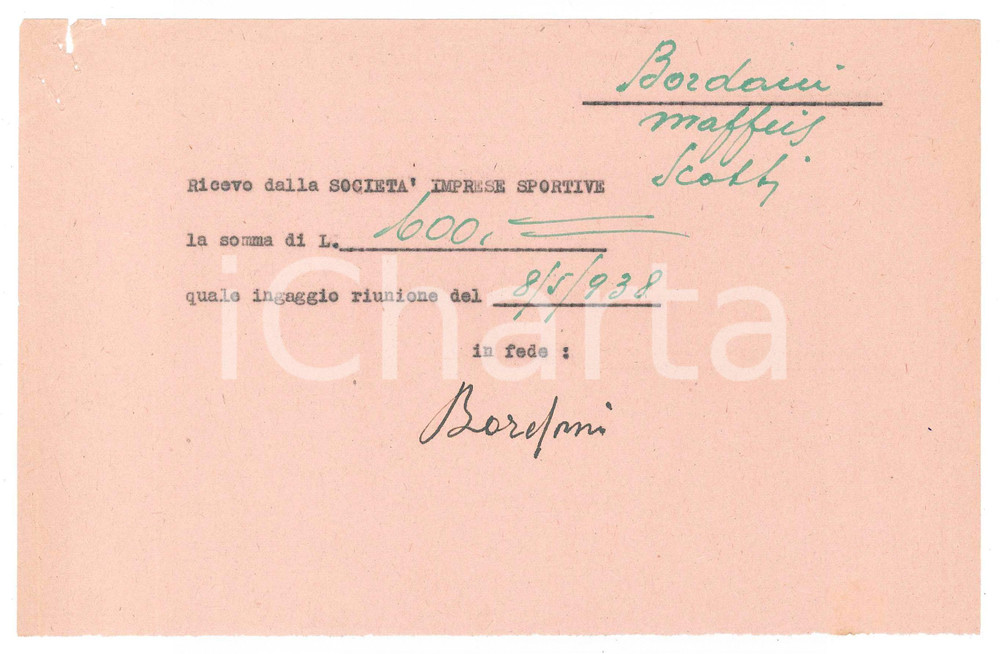 Bordoni
Maffeis
Scotti
Ricevo dalla SOCIETA' IMPRESE SPORTIVE
la somma di L. 600,
quale ingaggio riunione del 8/5/938
in fede :
Bordoni
iCharta